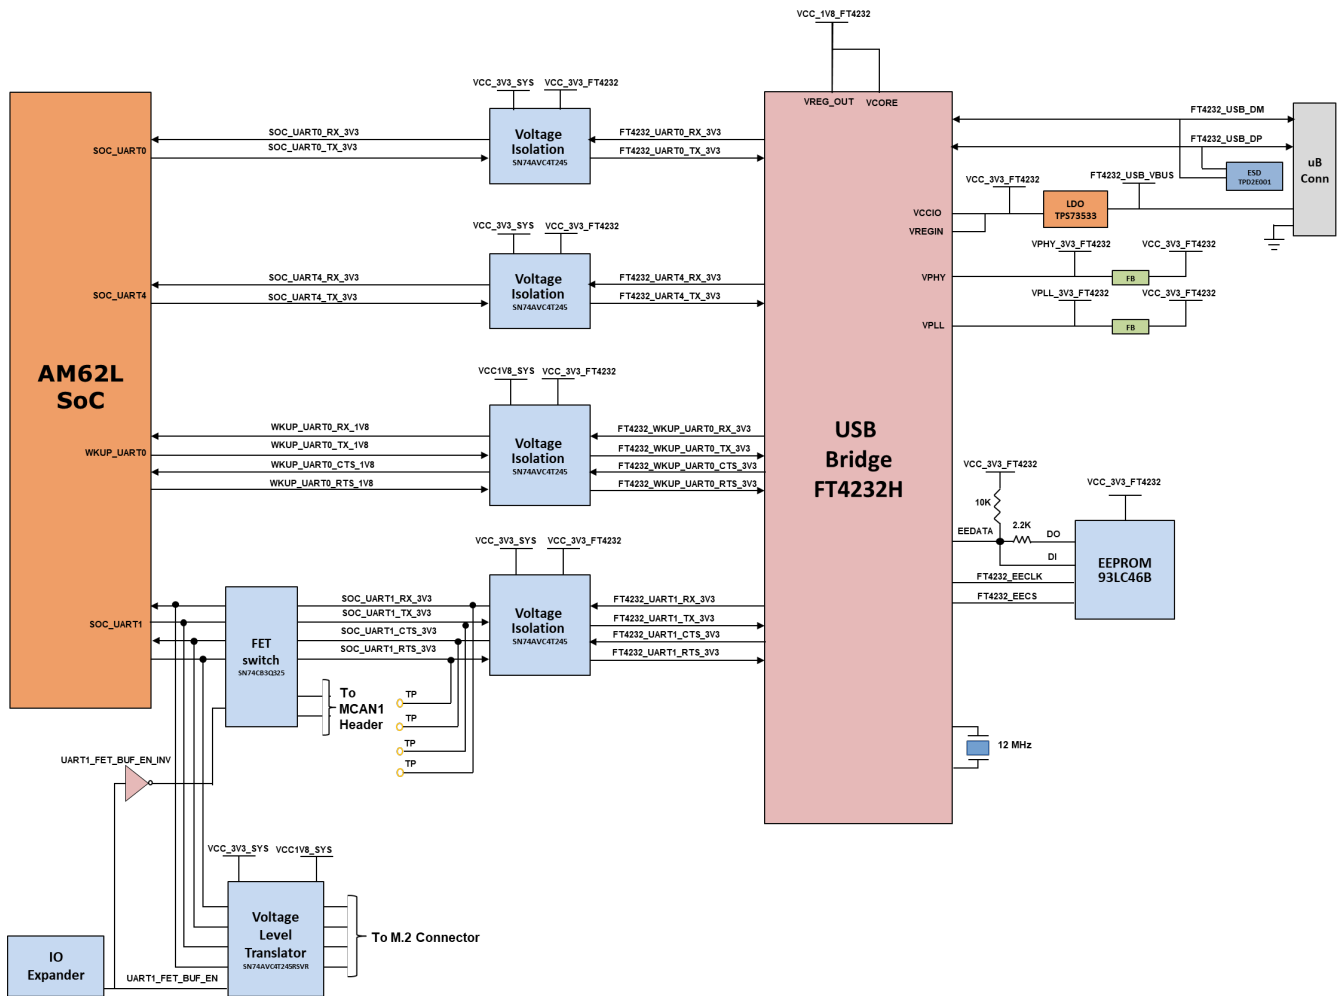 VCC_1V8_FT4232
VREG_OUT
VCORE
VCC_3V3_SYS
VCC_3V3_FT4232
SOC_UART0
SOC_UART0_RX_3V3
SOC_UART0_TX_3V3
Voltage
Isolation
SN74AVC4T245
FT4232_UART0_RX_3V3
FT4232_UART0_TX_3V3
FT4232_USB_DM
FT4232_USB_DP
ESD
TPD2E001
uB
Conn
VCC_3V3_FT4232
FT4232_USB_VBUS
LDO
TPS73533
VCCIO
VREGIN
VCC_3V3_SYS
VCC_3V3_FT4232
SOC_UART4
SOC_UART4_RX_3V3
SOC_UART4_TX_3V3
Voltage
Isolation
SN74AVC4T245
FT4232_UART4_RX_3V3
FT4232_UART4_TX_3V3
VPHY
VPHY_3V3_FT4232
VCC_3V3_FT4232
FB
VPLL
VPLL_3V3_FT4232
VCC_3V3_FT4232
FB
AM62L
SoC
VCC1V8_SYS
VCC_3V3_FT4232
WKUP_UART0
WKUP_UART0_RX_1V8
WKUP_UART0_TX_1V8
WKUP_UART0_CTS_1V8
WKUP_UART0_RTS_1V8
Voltage
Isolation
SN74AVC4T245
FT4232_WKUP_UART0_RX_3V3
FT4232_WKUP_UART0_TX_3V3
FT4232_WKUP_UART0_CTS_3V3
FT4232_WKUP_UART0_RTS_3V3
USB
Bridge
FT4232H
VCC_3V3_FT4232
10K
2.2K
EEDATA
DO
DI
FT4232_EECLK
FT4232_EECS
VCC_3V3_FT4232
EEPROM
93LC46B
VCC_3V3_SYS
VCC_3V3_FT4232
SOC_UART1
FET
switch
SN74CB3Q325
SOC_UART1_RX_3V3
SOC_UART1_TX_3V3
SOC_UART1_CTS_3V3
SOC_UART1_RTS_3V3
Voltage
Isolation
SN74AVC4T245
FT4232_UART1_RX_3V3
FT4232_UART1_TX_3V3
FT4232_UART1_CTS_3V3
FT4232_UART1_RTS_3V3
To
MCAN1
Header
TP
TP
TP
TP
12 MHz
UART1_FET_BUF_EN_INV
VCC_3V3_SYS
VCC1V8_SYS
Voltage
Level
Translator
SN74AVC4T245RSVR
To M.2 Connector
IO
Expander
UART1_FET_BUF_EN